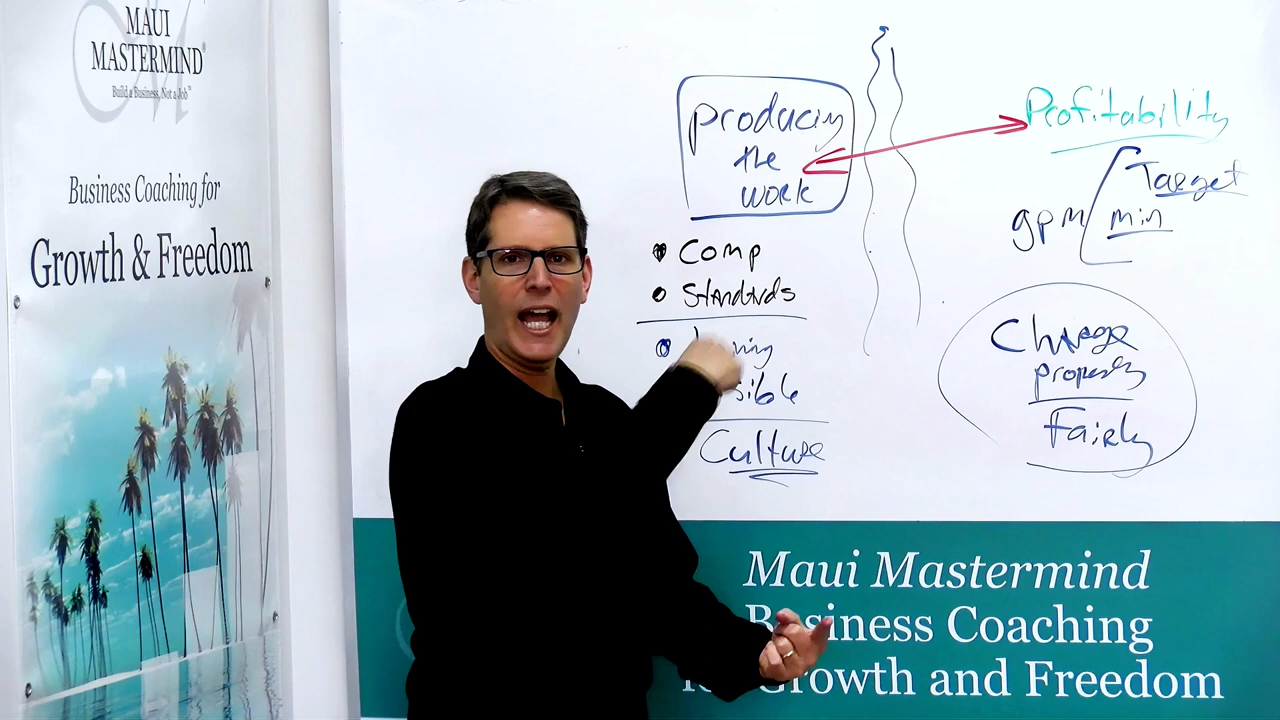 MAUI
MASTERMIND
Build a Business, Not a Job
Business Coaching for
Growth & Freedom
producing
the
work
Comp
Standards
Culture
Profitability
Target
gpm
min
Charge
properly
Fairly
Maui Mastermind
Business Coaching
Growth and Freedom